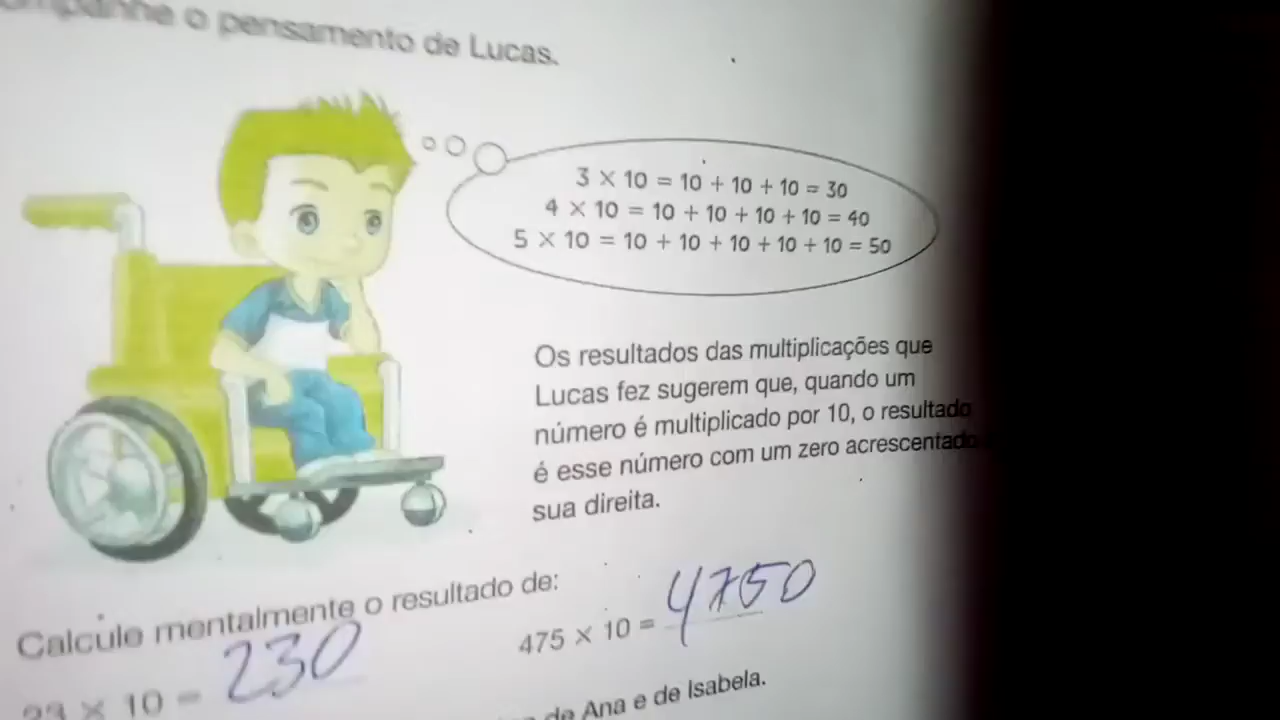 o pensamento de Lucas.
3 × 10 = 10 + 10 + 10 = 30
4 × 10 = 10 + 10 + 10 + 10 = 40
5 × 10 = 10 + 10 + 10 + 10 + 10 = 50
Os resultados das multiplicações que
Lucas fez sugerem que, quando um
número é multiplicado por 10, o resultado
é esse número com um zero acrescentado
sua direita.
Calcule mentalmente o resultado de:
23 × 10 = 230
475 × 10 = 4750
de Ana e de Isabela.